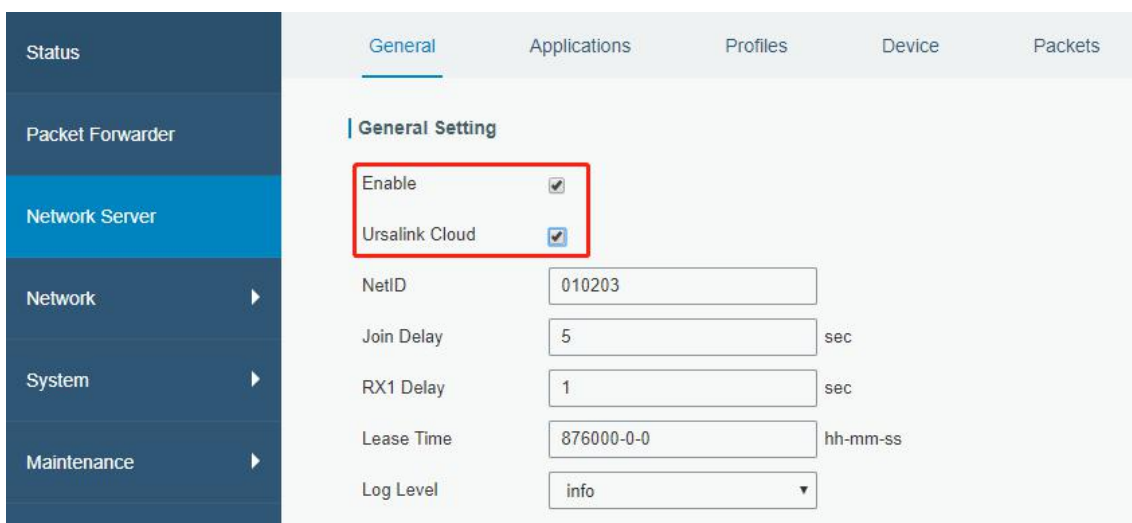 Status
Packet Forwarder
Network Server
Network
System
Maintenance
General Applications Profiles Device Packets
General Setting
Enable
Ursalink Cloud
NetID 010203
Join Delay 5 sec
RX1 Delay 1 sec
Lease Time 876000-0-0 hh-mm-ss
Log Level info